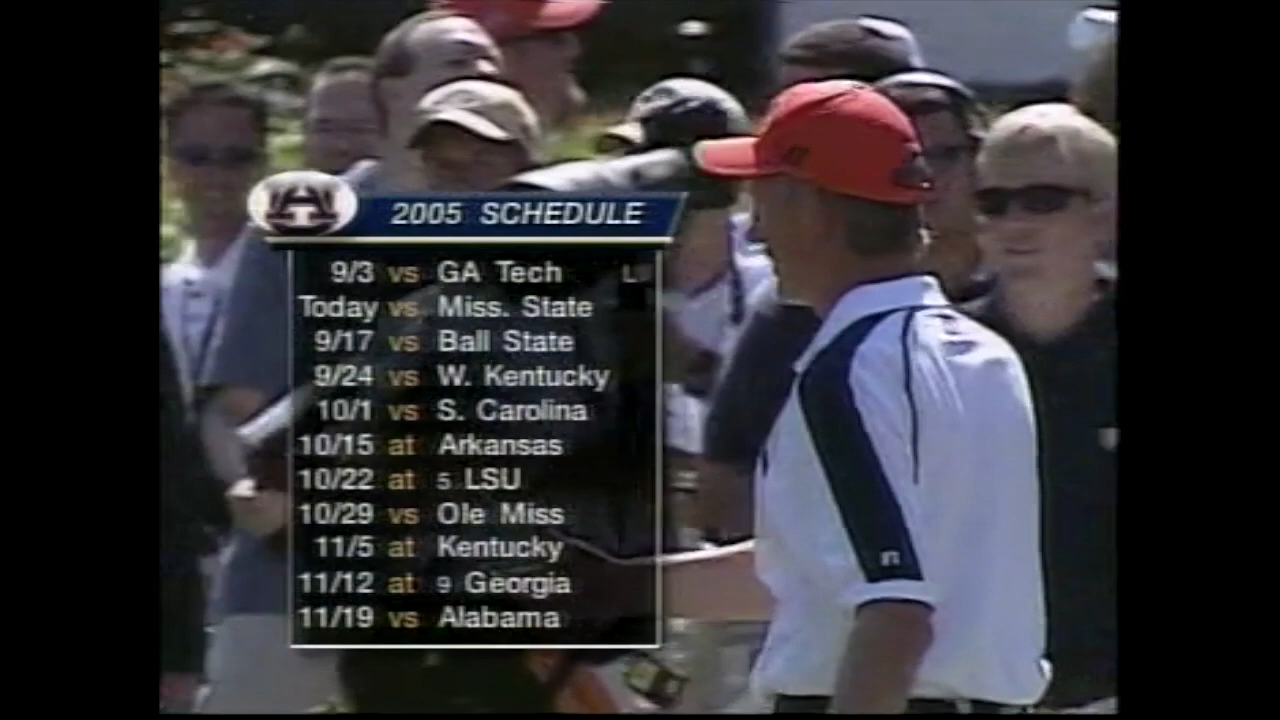 AU
2005 SCHEDULE
9/3 vs GA Tech
Today vs Miss. State
9/17 vs Ball State
9/24 vs W. Kentucky
10/1 vs S. Carolina
10/15 at Arkansas
10/22 at 5 LSU
10/29 vs Ole Miss
11/5 at Kentucky
11/12 at 9 Georgia
11/19 vs Alabama